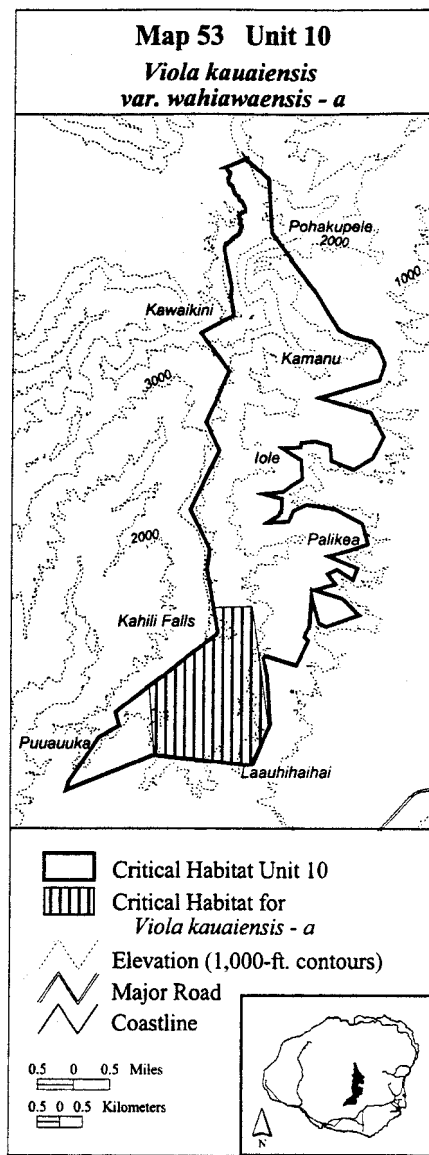 Map 53 Unit 10
Viola kauaiensis
var. wahiawaensis - a
Pohakupele
2000
1000
Kawaikini
Kamanu
3000
Iole
2000
Palikea
Kahili Falls
Puuauuka
Laauhihaihai
Critical Habitat Unit 10
Critical Habitat for
Viola kauaiensis - a
Elevation (1,000-ft. contours)
Major Road
Coastline
0.5 0 0.5 Miles
0.5 0 0.5 Kilometers
N